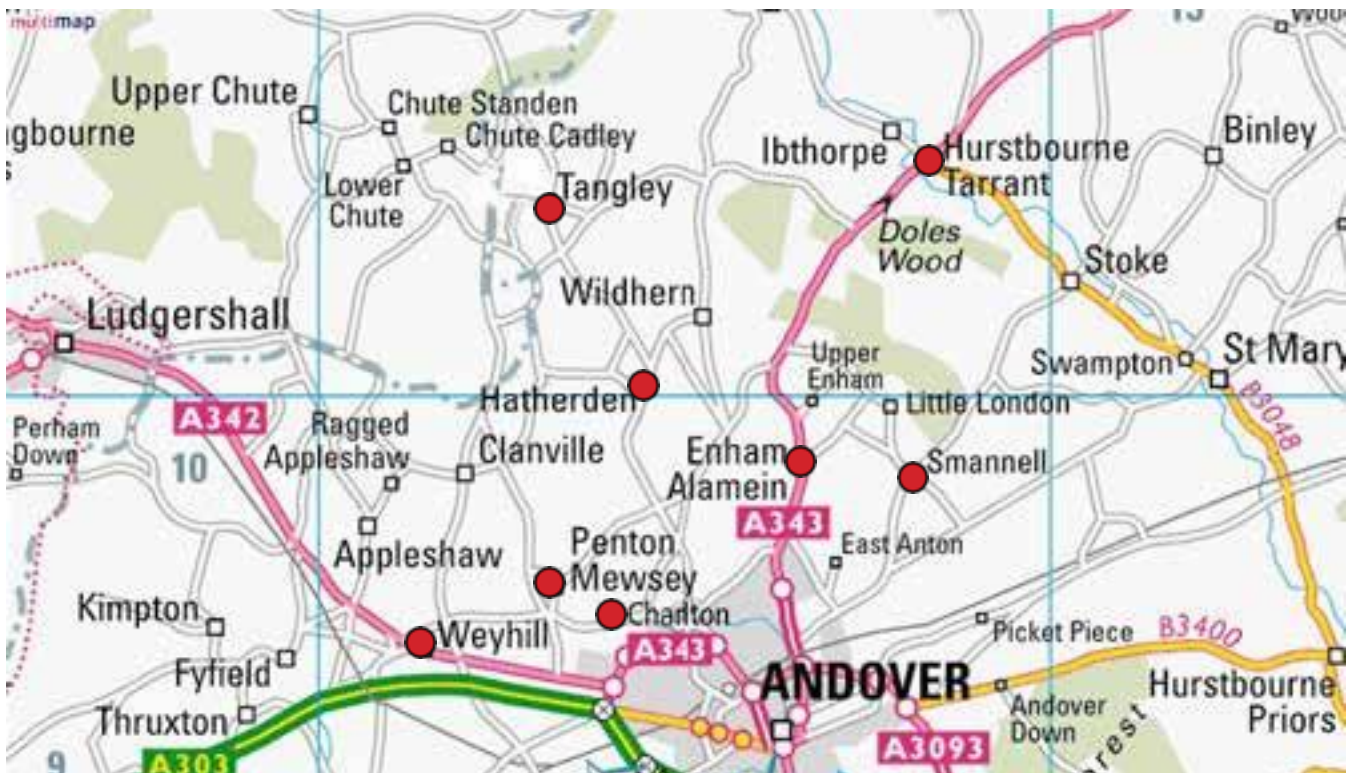 multimap
13
Upper Chute
Chute Standen
Chute Cadley
gbourne
Lower
Chute
Tangley
Ibthorpe
Hurstbourne
Tarrant
Binley
Doles
Wood
Stoke
Wildhern
Ludgershall
Upper
Enham
Swampton
St Mary
Hatherden
Little London
A342
B3048
Perham
Down
10
Ragged
Appleshaw
Clanville
Enham
Alamein
Smannell
A343
Appleshaw
Penton
Mewsey
East Anton
Kimpton
Weyhill
Charlton
A343
Picket Piece
B3400
Fyfield
ANDOVER
Andover
Down
Hurstbourne
Priors
Thruxton
A303
A3093
9
orest